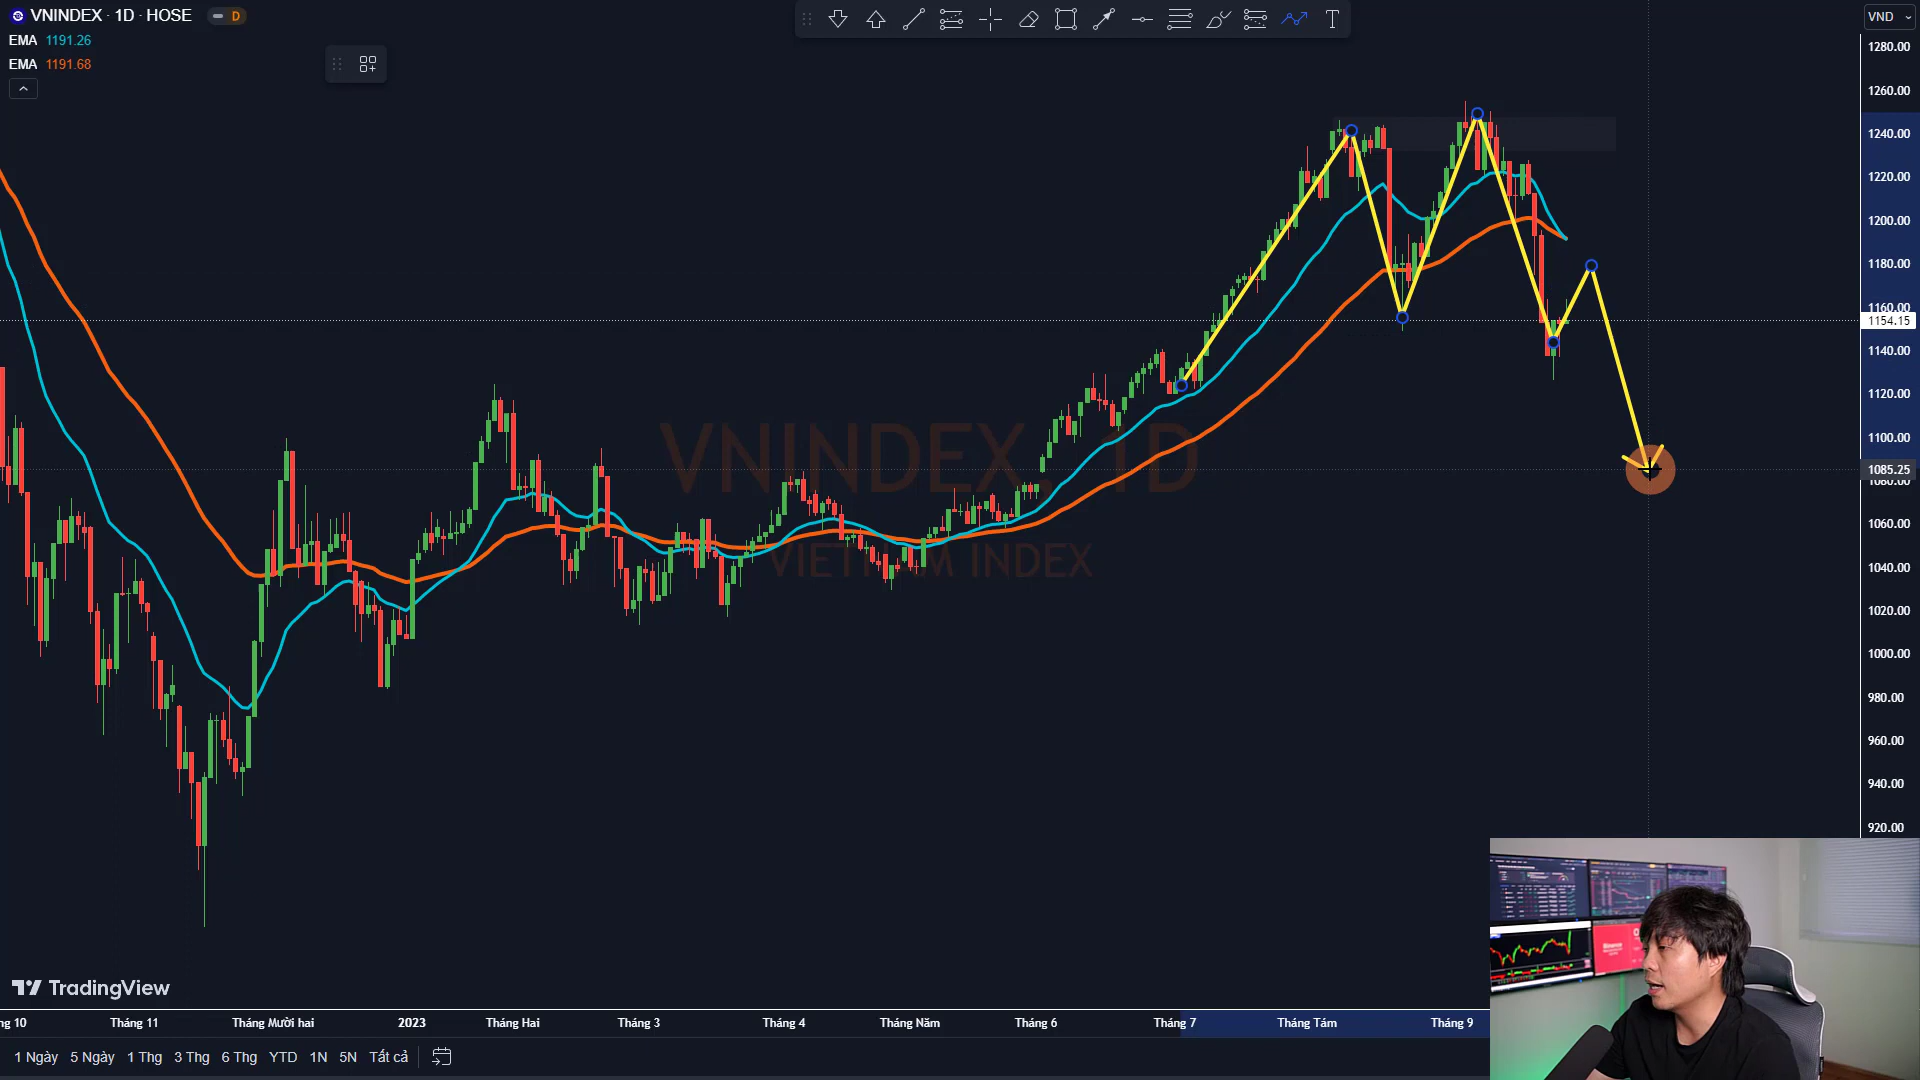 VNINDEX · 1D · HOSE D
EMA 1191.26
EMA 1191.68
T
VND
1280.00
1260.00
1240.00
1220.00
1200.00
1180.00
1160.00
1154.15
1140.00
1120.00
1100.00
1085.25
1080.00
1060.00
1040.00
1020.00
1000.00
980.00
960.00
940.00
920.00
VNINDEX, 1D
VIETNAM INDEX
TradingView
ng 10 Tháng 11 Tháng Mười hai 2023 Tháng Hai Tháng 3 Tháng 4 Tháng Năm Tháng 6 Tháng 7 Tháng Tám Tháng 9
1 Ngày 5 Ngày 1 Thg 3 Thg 6 Thg YTD 1N 5N Tất cả